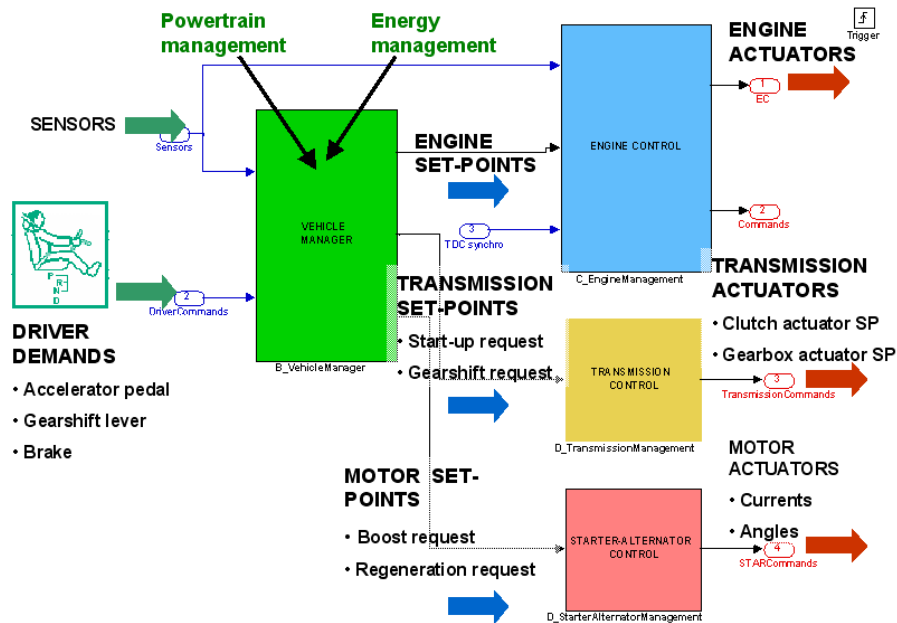 Powertrain
management
Energy
management
Trigger
ENGINE
ACTUATORS
1
EC
SENSORS
Sensors
ENGINE
SET-POINTS
ENGINE CONTROL
VEHICLE
MANAGER
3
TDC synchro
2
Commands
C_EngineManagement
P
R
N
D
2
DriverCommands
TRANSMISSION
SET-POINTS
• Start-up request
• Gearshift request
TRANSMISSION
ACTUATORS
• Clutch actuator SP
• Gearbox actuator SP
DRIVER
DEMANDS
• Accelerator pedal
• Gearshift lever
• Brake
B_VehicleManager
TRANSMISSION
CONTROL
3
TransmissionCommands
D_TransmissionManagement
MOTOR SET-
POINTS
• Boost request
• Regeneration request
MOTOR
ACTUATORS
• Currents
• Angles
STARTER-ALTERNATOR
CONTROL
4
STARCommands
D_StarterAlternatorManagement